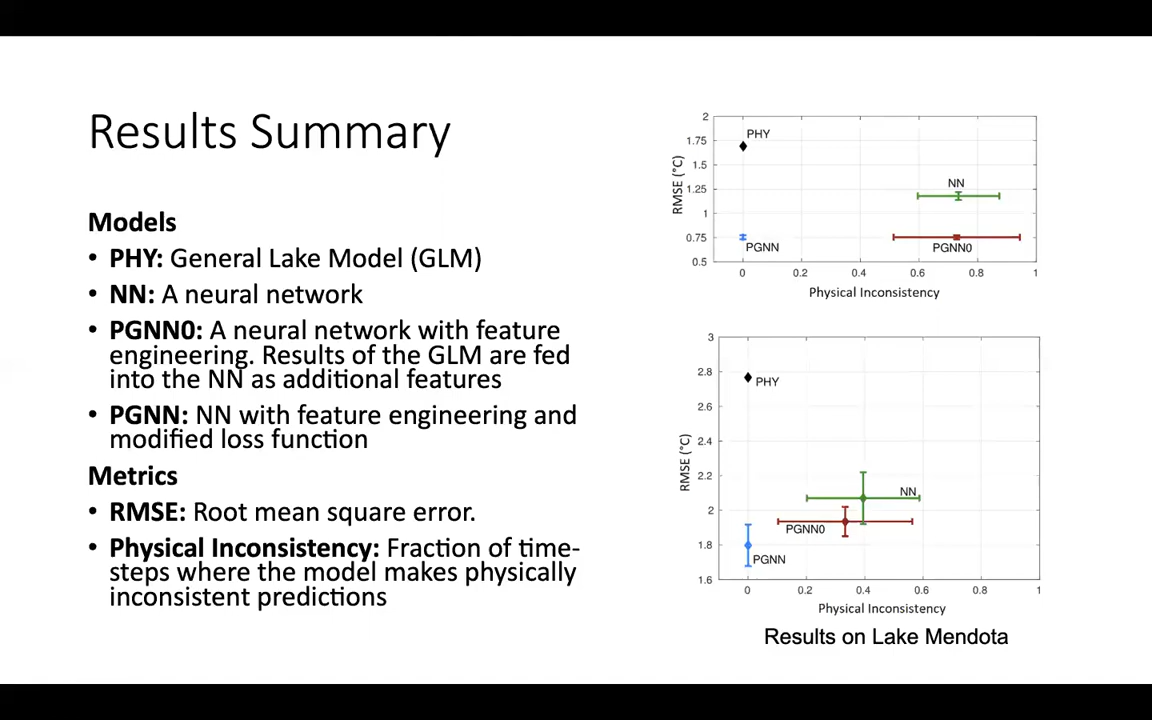 Results Summary
Models
• PHY: General Lake Model (GLM)
• NN: A neural network
• PGNN0: A neural network with feature
engineering. Results of the GLM are fed
into the NN as additional features
• PGNN: NN with feature engineering and
modified loss function
Metrics
• RMSE: Root mean square error.
• Physical Inconsistency: Fraction of time-
steps where the model makes physically
inconsistent predictions
2
1.75
1.5
1.25
1
0.75
0.5
RMSE (°C)
PHY
NN
PGNN
PGNN0
0 0.2 0.4 0.6 0.8 1
Physical Inconsistency
3
2.8
2.6
2.4
2.2
2
1.8
1.6
RMSE (°C)
PHY
NN
PGNN0
PGNN
0 0.2 0.4 0.6 0.8 1
Physical Inconsistency
Results on Lake Mendota